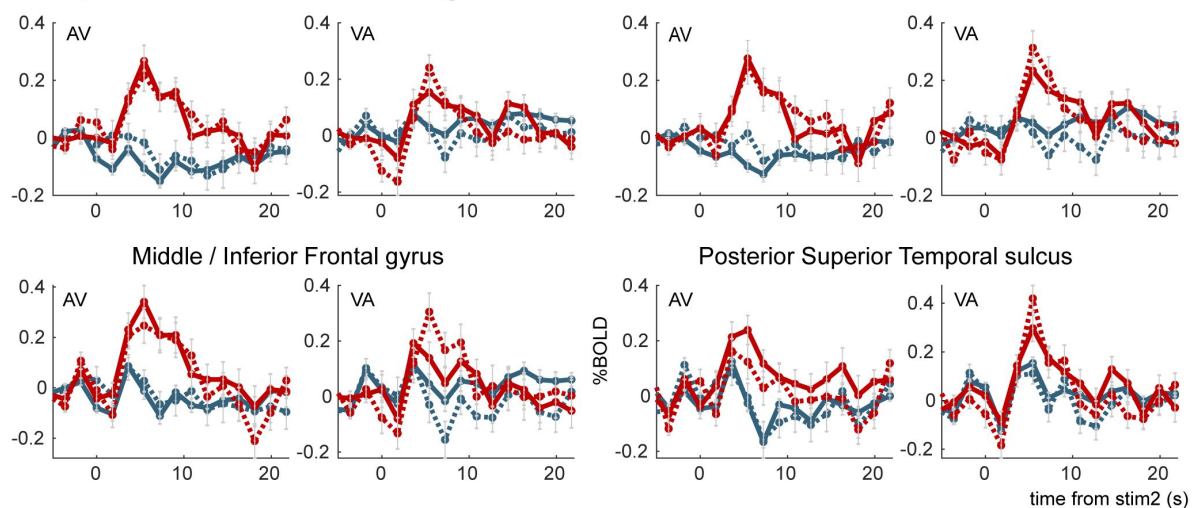 0.4 0.4 0.4 0.4
AV VA AV VA
0.2 0.2 0.2 0.2
0 0 0 0
-0.2 -0.2 -0.2 -0.2
0 10 20 0 10 20 0 10 20 0 10 20
Middle / Inferior Frontal gyrus Posterior Superior Temporal sulcus
0.4 0.4 0.4 0.4
AV VA AV VA
0.2 0.2 0.2 0.2
%BOLD
0 0 0 0
-0.2 -0.2 -0.2 -0.2
0 10 20 0 10 20 0 10 20 0 10 20
time from stim2 (s)